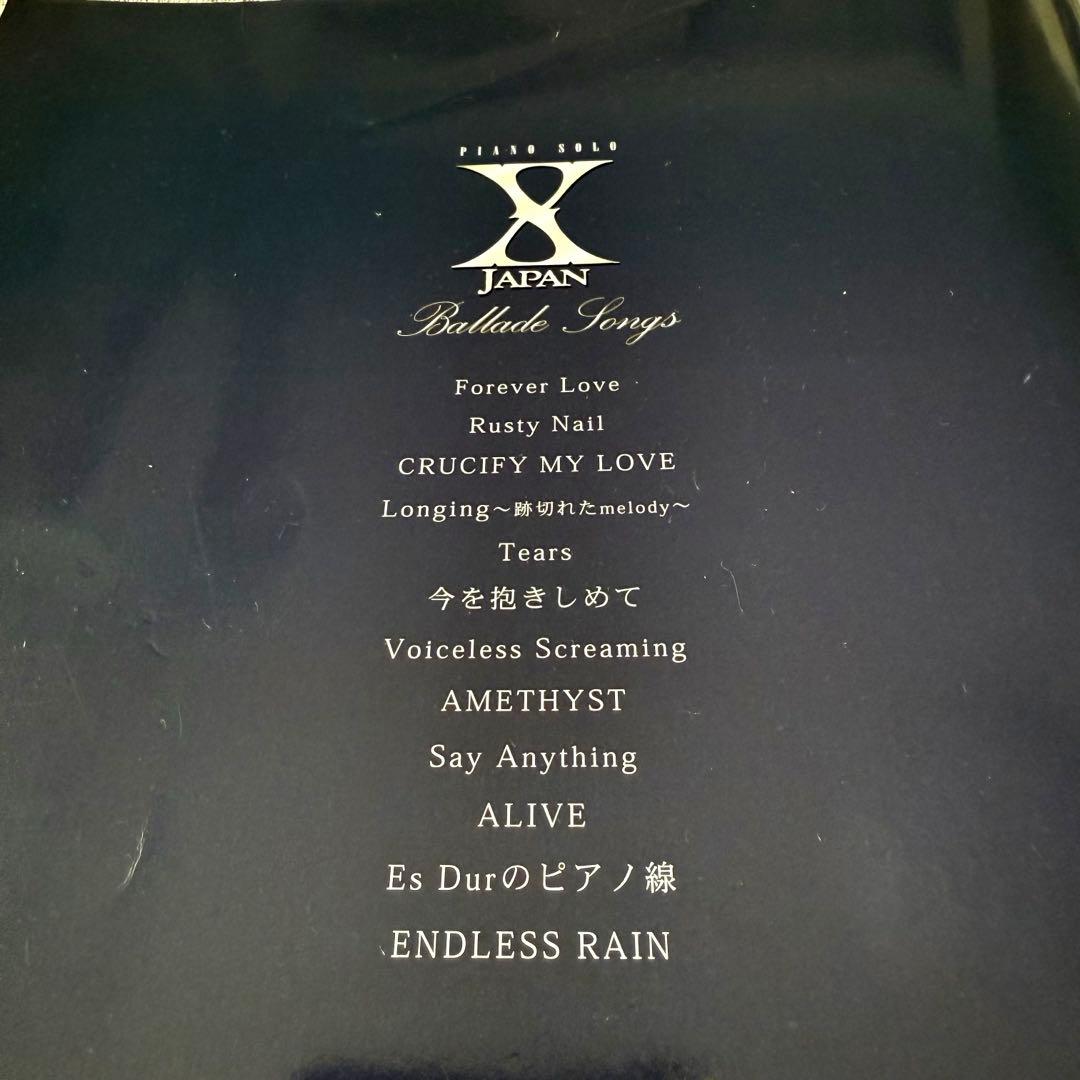 PIANO SOLO
X
JAPAN
Ballade Songs
Forever Love
Rusty Nail
CRUCIFY MY LOVE
Longing～跡切れたmelody～
Tears
今を抱きしめて
Voiceless Screaming
AMETHYST
Say Anything
ALIVE
Es Durのピアノ線
ENDLESS RAIN